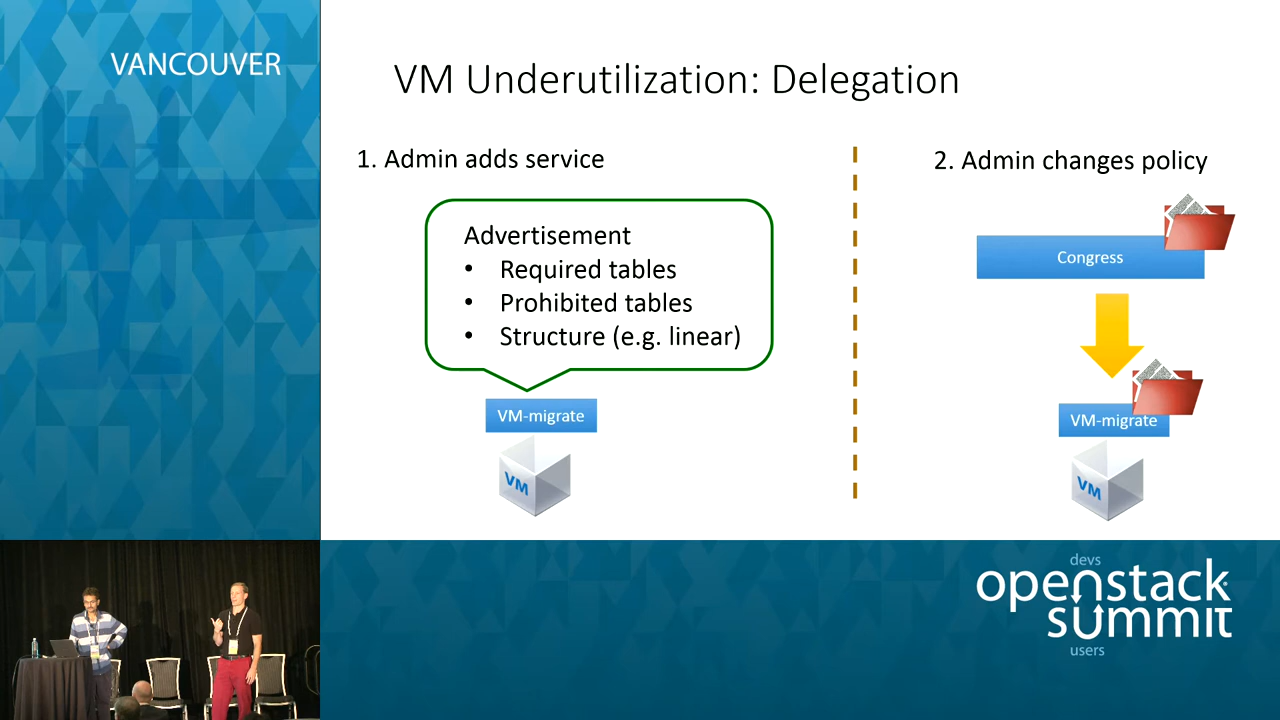 VANCOUVER
VM Underutilization: Delegation
1. Admin adds service
Advertisement
• Required tables
• Prohibited tables
• Structure (e.g. linear)
VM-migrate
VM
2. Admin changes policy
Congress
VM-migrate
VM
devs
openstack
summit
users